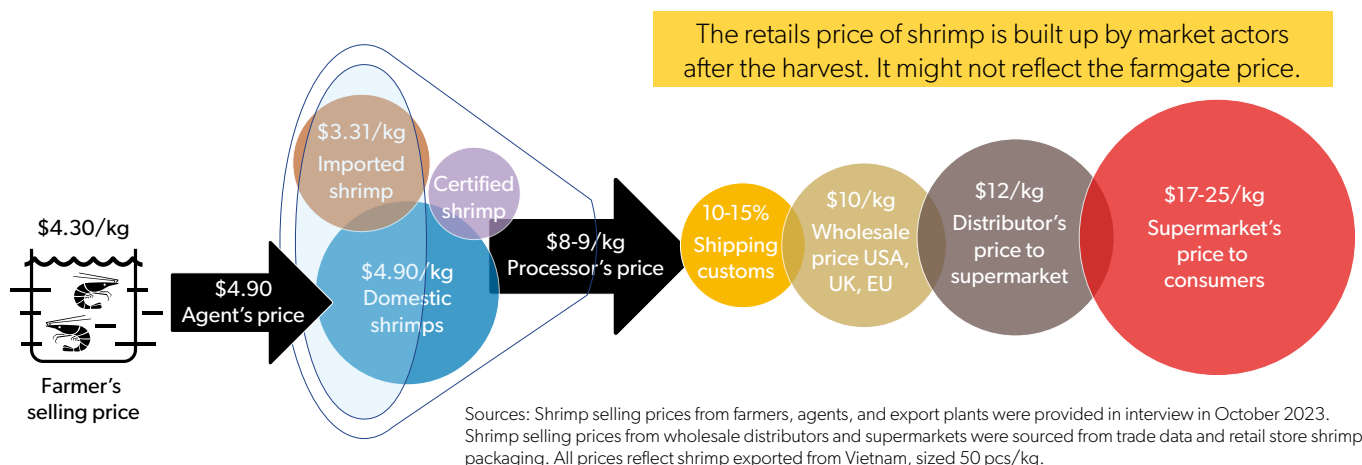 The retails price of shrimp is built up by market actors
after the harvest. It might not reflect the farmgate price.
$4.30/kg
Farmer's
selling price
$4.90
Agent's price
$3.31/kg
Imported
shrimp
Certified
shrimp
$4.90/kg
Domestic
shrimps
$8-9/kg
Processor's price
10-15%
Shipping
customs
$10/kg
Wholesale
price USA,
UK, EU
$12/kg
Distributor's
price to
supermarket
$17-25/kg
Supermarket's
price to
consumers
Sources: Shrimp selling prices from farmers, agents, and export plants were provided in interview in October 2023.
Shrimp selling prices from wholesale distributors and supermarkets were sourced from trade data and retail store shrimp
packaging. All prices reflect shrimp exported from Vietnam, sized 50 pcs/kg.